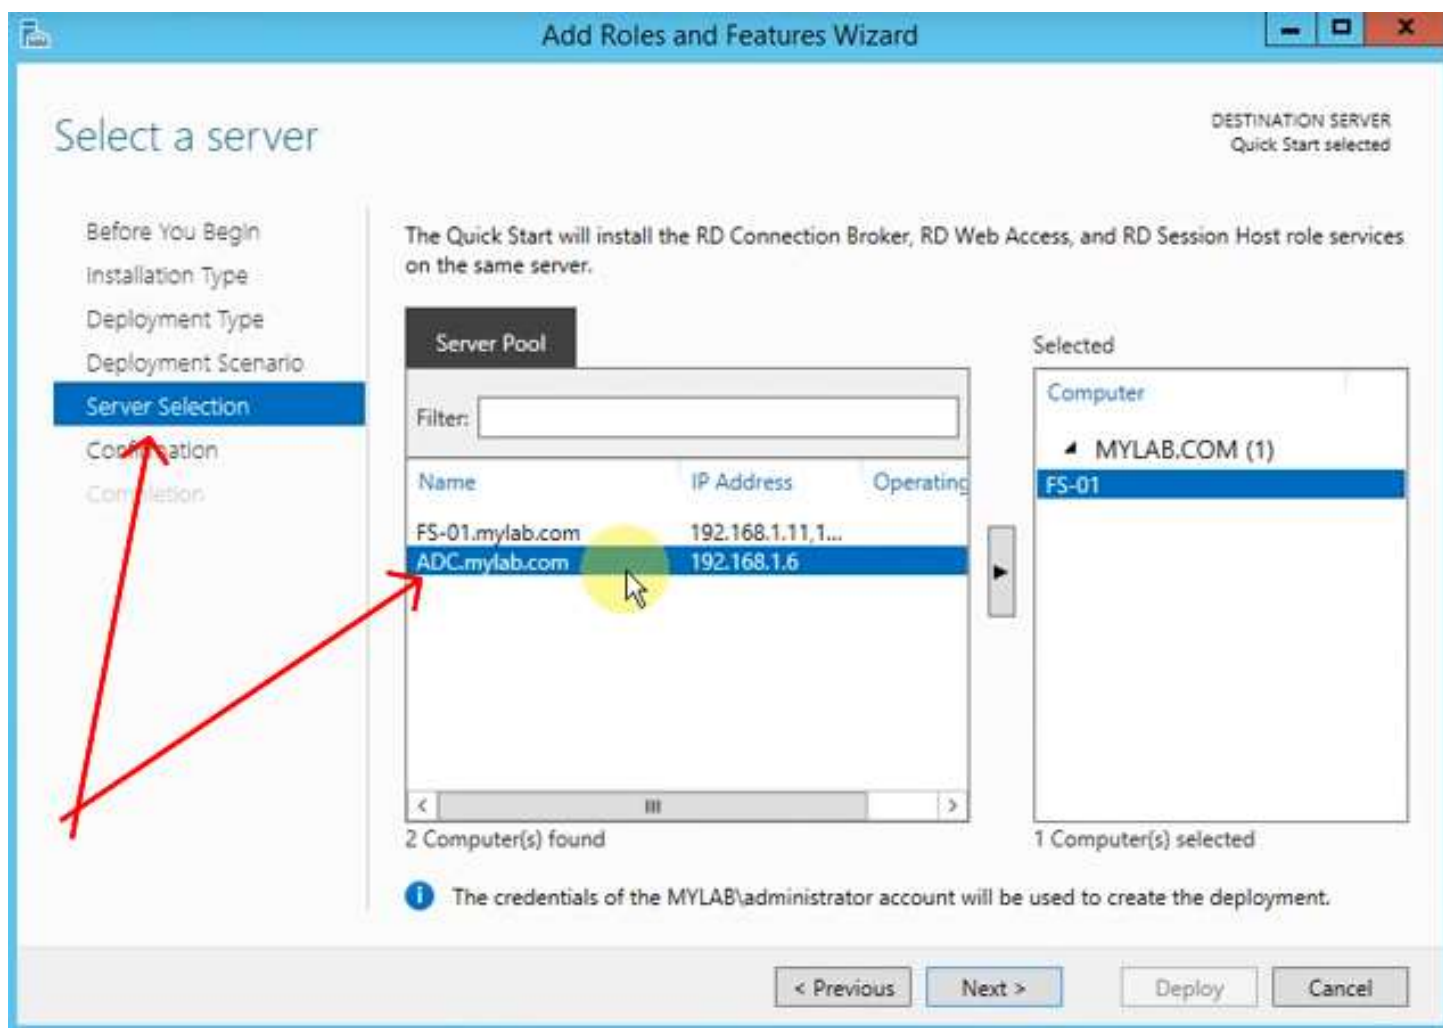 Add Roles and Features Wizard
Select a server
DESTINATION SERVER
Quick Start selected
Before You Begin
Installation Type
Deployment Type
Deployment Scenario
Server Selection
Confirmation
Completion
The Quick Start will install the RD Connection Broker, RD Web Access, and RD Session Host role services
on the same server.
Server Pool
Filter:
Name IP Address Operating
FS-01.mylab.com 192.168.1.11,1...
ADC.mylab.com 192.168.1.6
2 Computer(s) found
Selected
Computer
MYLAB.COM (1)
FS-01
1 Computer(s) selected
The credentials of the MYLAB\administrator account will be used to create the deployment.
< Previous
Next >
Deploy
Cancel